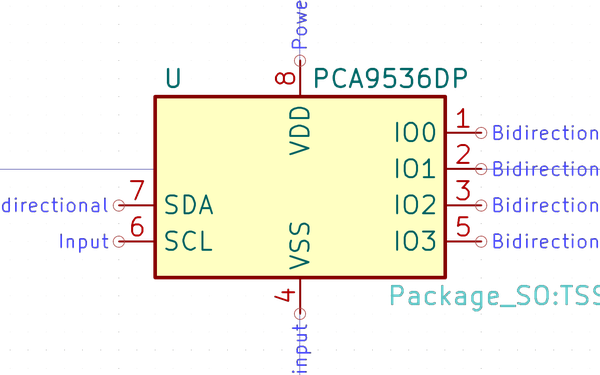 Powe
U 8 PCA9536DP
VDD
IO0 1 Bidirection
IO1 2 Bidirection
directional 7 SDA IO2 3 Bidirection
Input 6 SCL IO3 5 Bidirection
VSS
4 Package_SO:TSS
input